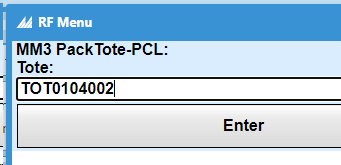 RF Menu
MM3 PackTote-PCL:
Tote:
TOT0104002
Enter